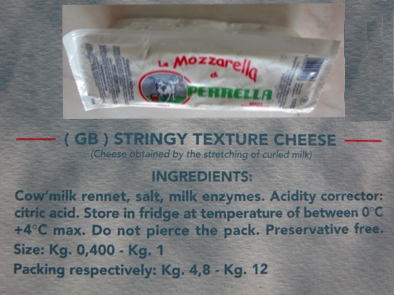 La Mozzarella
di
PERRELLA
( GB ) STRINGY TEXTURE CHEESE
(Cheese obtained by the stretching of curled milk)
INGREDIENTS:
Cow'milk rennet, salt, milk enzymes. Acidity corrector:
citric acid. Store in fridge at temperature of between 0°C
+4°C max. Do not pierce the pack. Preservative free.
Size: Kg. 0,400 - Kg. 1
Packing respectively: Kg. 4,8 - Kg. 12